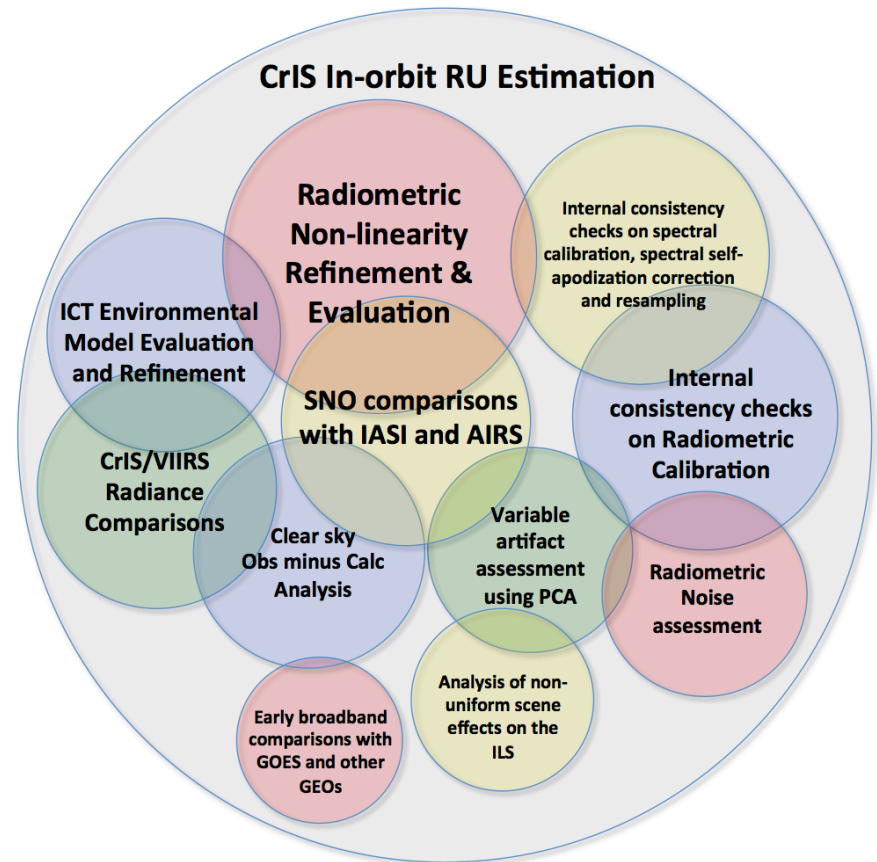 CrIS In-orbit RU Estimation
Radiometric
Non-linearity
Refinement &
Evaluation
Internal consistency
checks on spectral
calibration, spectral self-
apodization correction
and resampling
ICT Environmental
Model Evaluation
and Refinement
SNO comparisons
with IASI and AIRS
Internal
consistency checks
on Radiometric
Calibration
CrIS/VIIRS
Radiance
Comparisons
Clear sky
Obs minus Calc
Analysis
Variable
artifact
assessment
using PCA
Radiometric
Noise
assessment
Early broadband
comparisons with
GOES and other
GEOs
Analysis of non-
uniform scene
effects on the
ILS